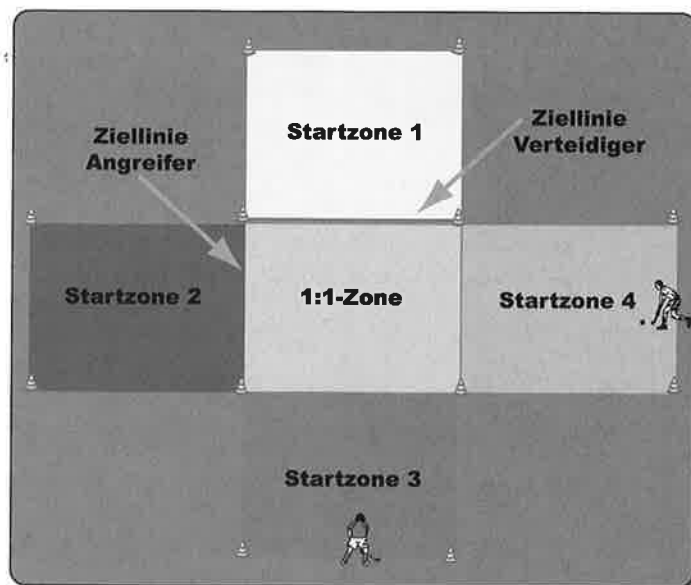 Startzone 1
Ziellinie
Angreifer
Ziellinie
Verteidiger
Startzone 2
1:1-Zone
Startzone 4
Startzone 3